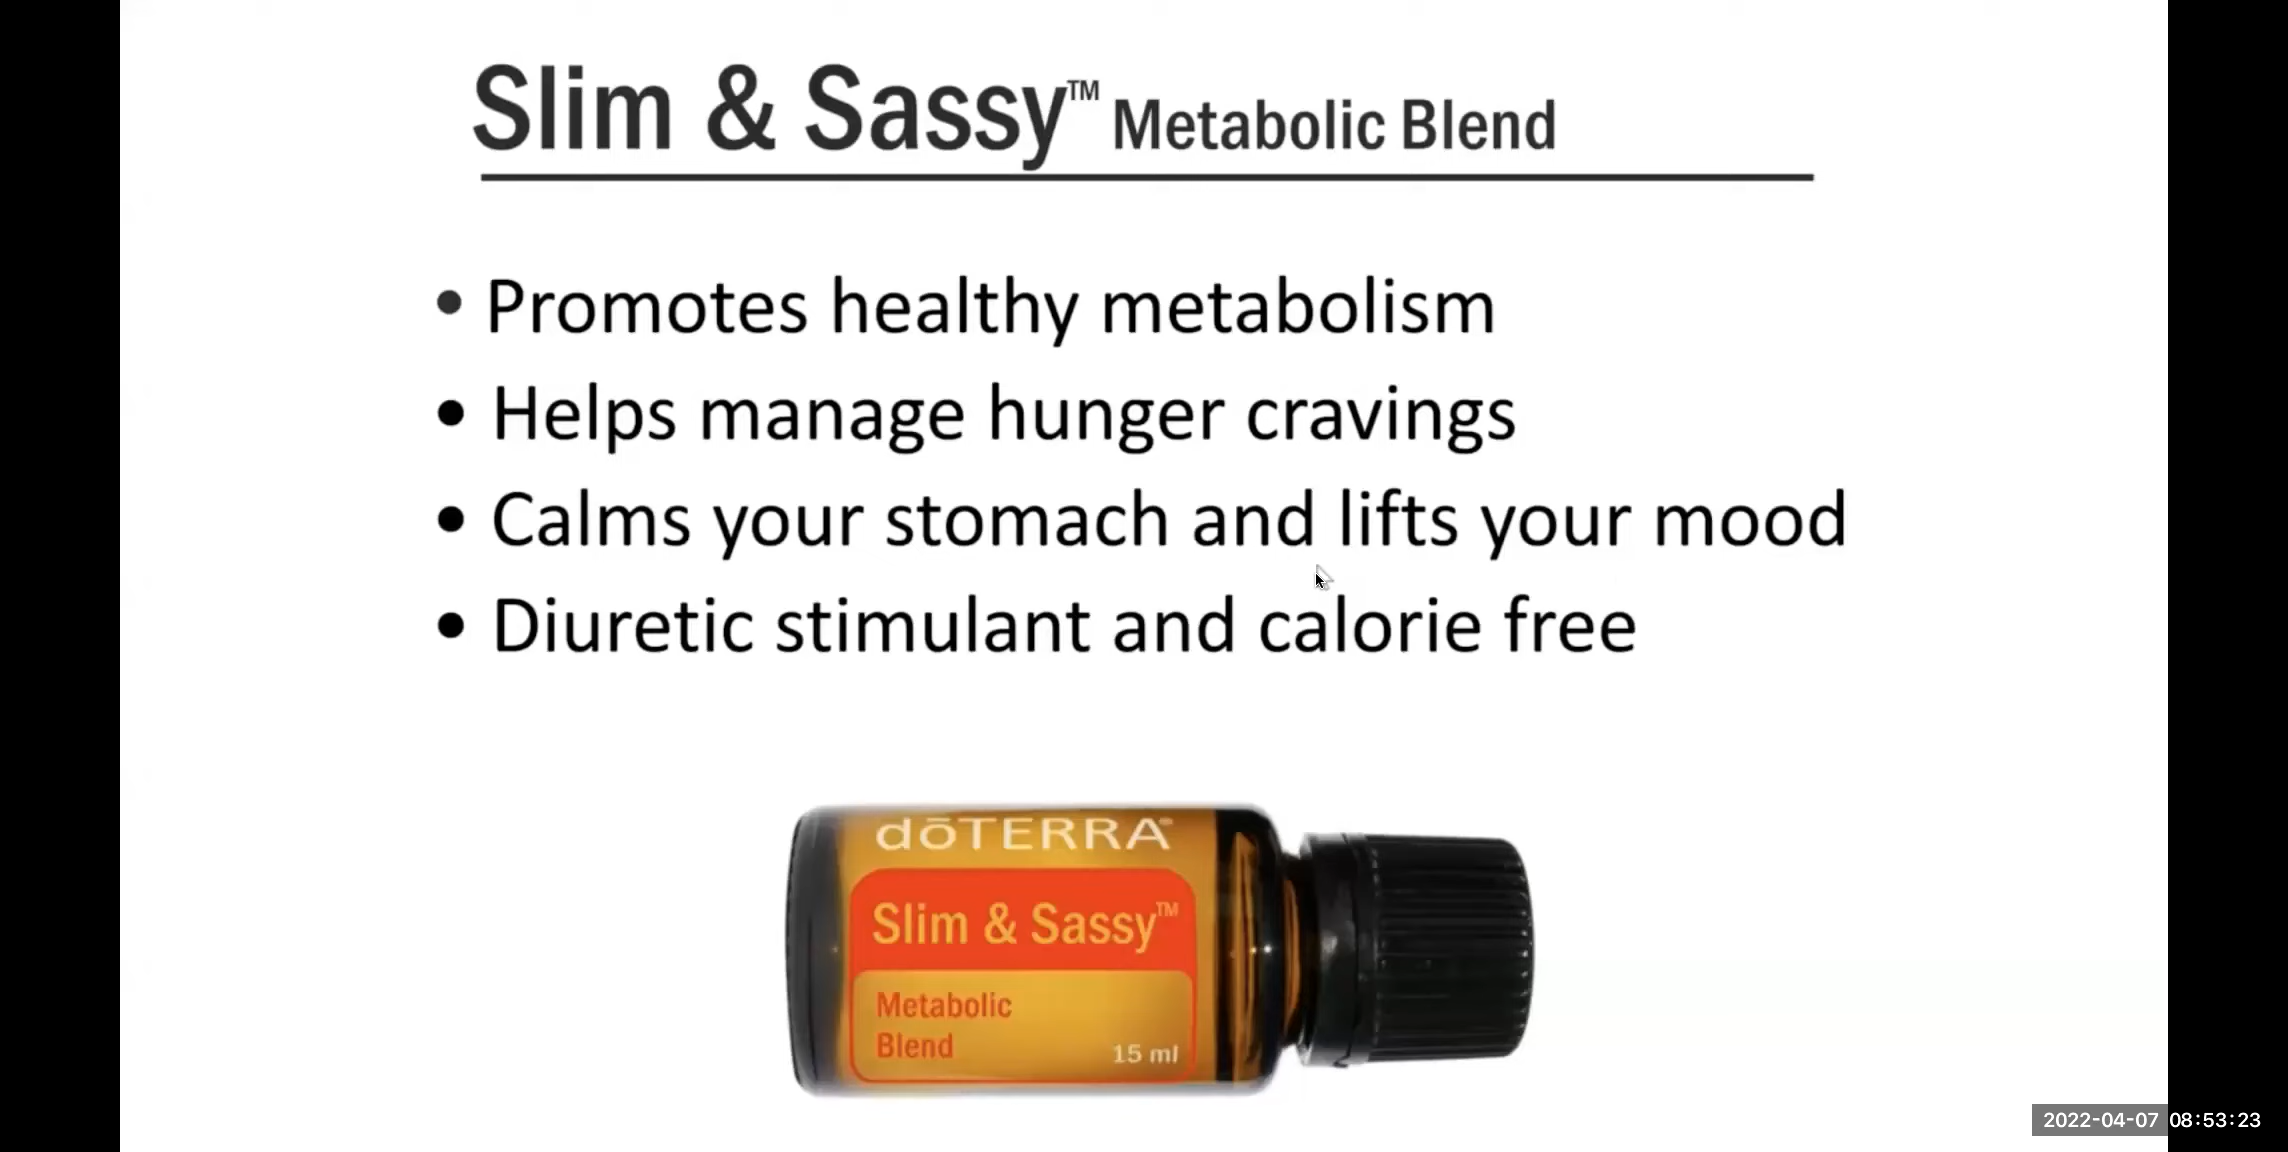 Slim & Sassy™ Metabolic Blend
• Promotes healthy metabolism
• Helps manage hunger cravings
• Calms your stomach and lifts your mood
• Diuretic stimulant and calorie free
dōTERRA®
Slim & Sassy™
Metabolic
Blend
15 ml
2022-04-07 08:53:23